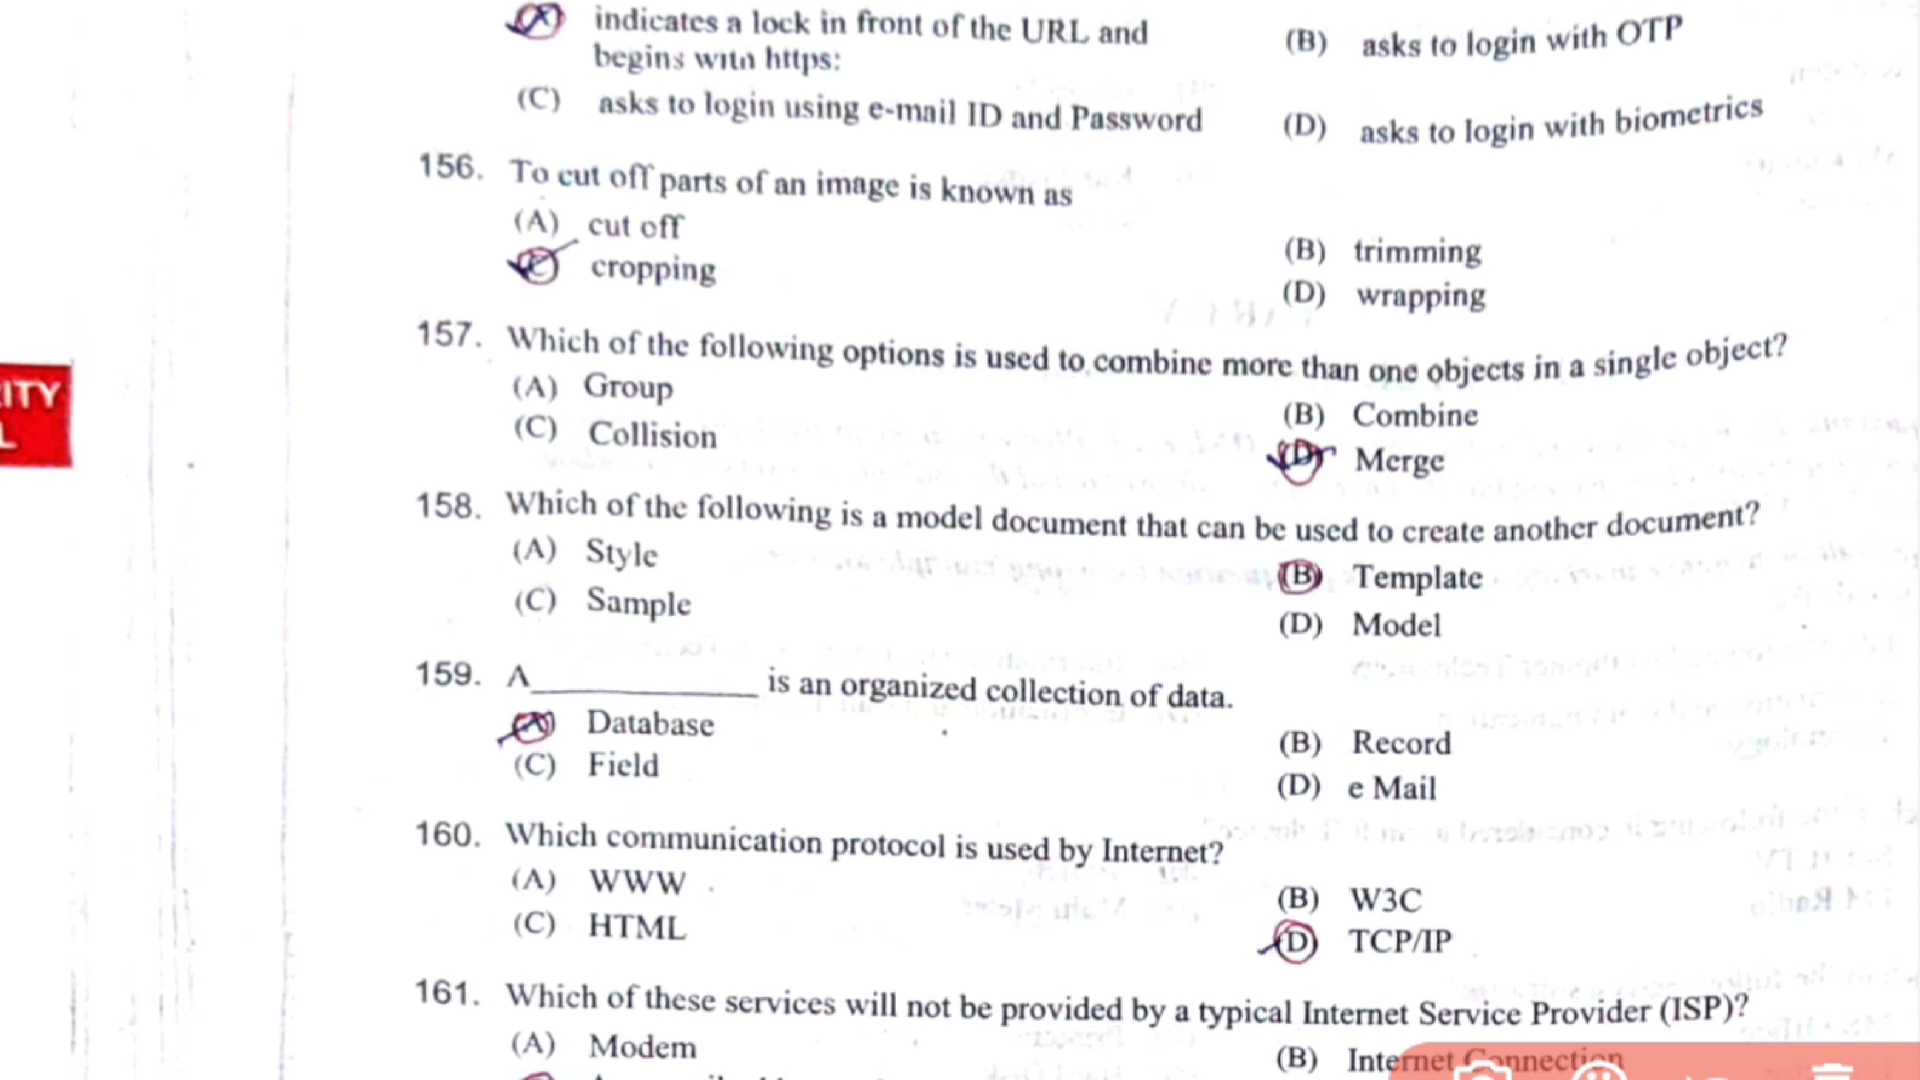 (A) indicates a lock in front of the URL and
begins with https:
(B) asks to login with OTP
(C) asks to login using e-mail ID and Password
(D) asks to login with biometrics
156. To cut off parts of an image is known as
(A) cut off
(B) trimming
(C) cropping
(D) wrapping
157. Which of the following options is used to combine more than one objects in a single object?
(A) Group
(B) Combine
(C) Collision
(D) Merge
158. Which of the following is a model document that can be used to create another document?
(A) Style
(B) Template
(C) Sample
(D) Model
159. A____________ is an organized collection of data.
(A) Database
(B) Record
(C) Field
(D) e Mail
160. Which communication protocol is used by Internet?
(A) WWW
(B) W3C
(C) HTML
(D) TCP/IP
161. Which of these services will not be provided by a typical Internet Service Provider (ISP)?
(A) Modem
(B) Internet Connection
ITY
L